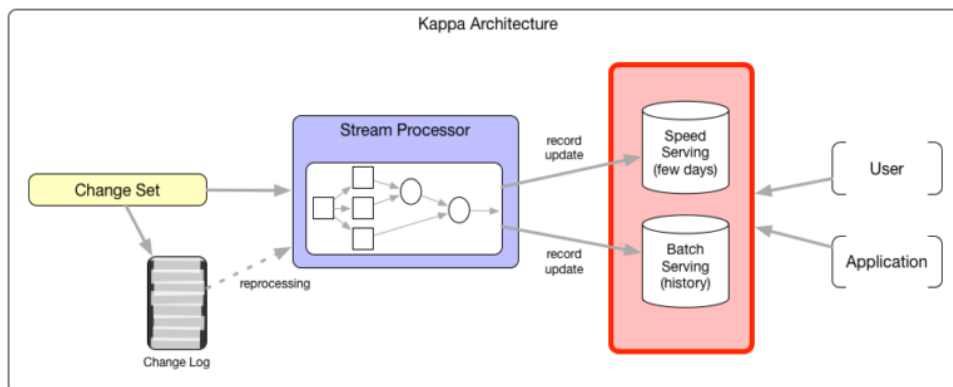 Kappa Architecture
Stream Processor
Change Set
Change Log
reprocessing
record
update
record
update
Speed
Serving
(few days)
Batch
Serving
(history)
User
Application